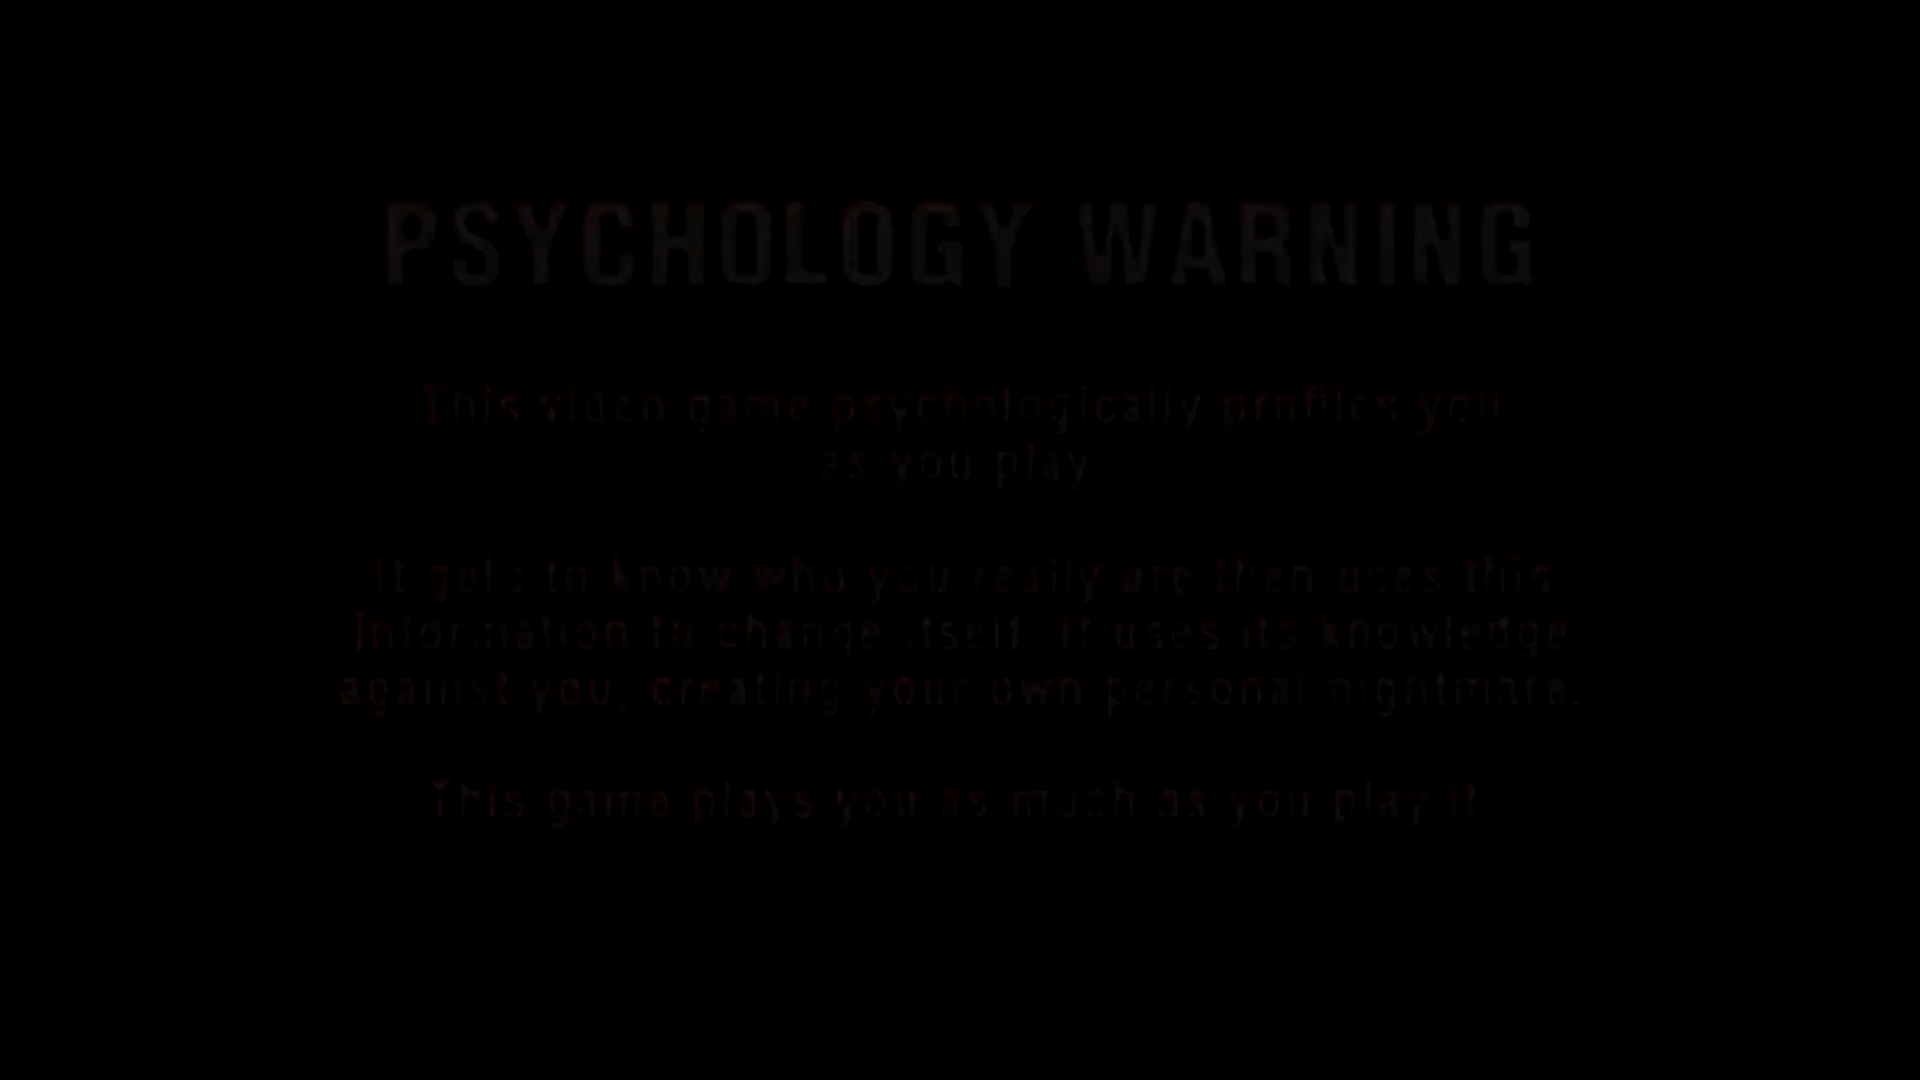 PSYCHOLOGY WARNING
This video game psychologically profiles you
as you play.
It gets to know who you really are then uses this
information to change itself. It uses its knowledge
against you, creating your own personal nightmare.
This game plays you as much as you play it.